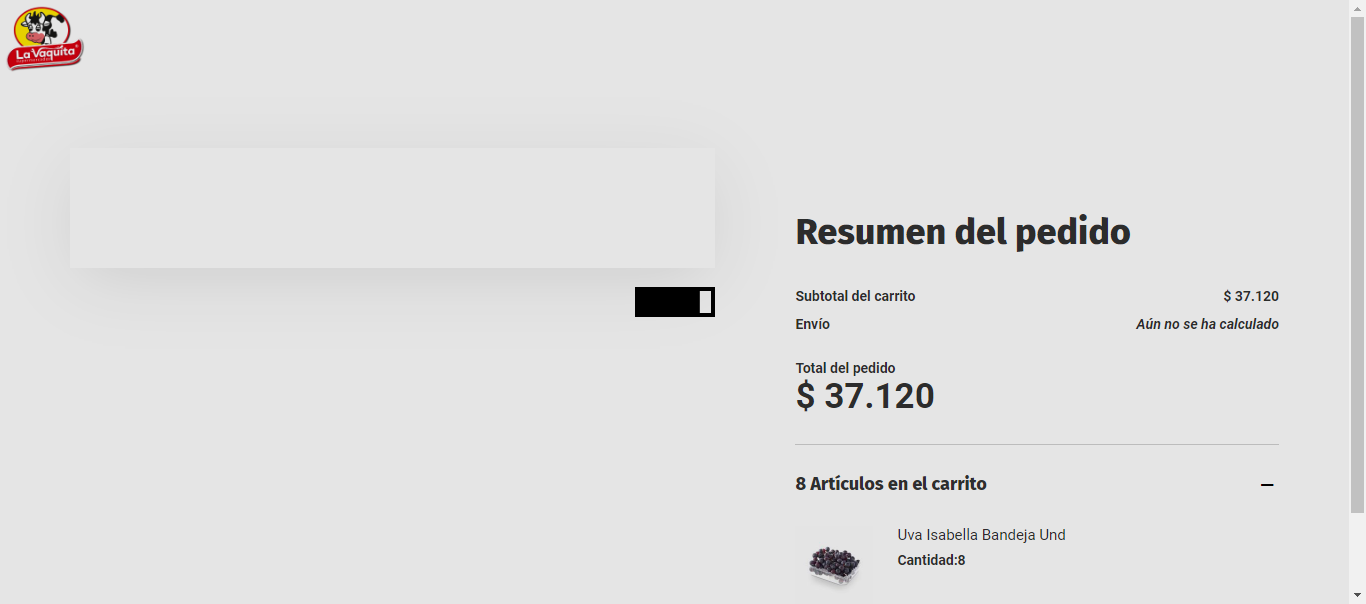 La Vaquita
Resumen del pedido
Subtotal del carrito $ 37.120
Envío Aún no se ha calculado
Total del pedido
$ 37.120
8 Artículos en el carrito
Uva Isabella Bandeja Und
Cantidad:8